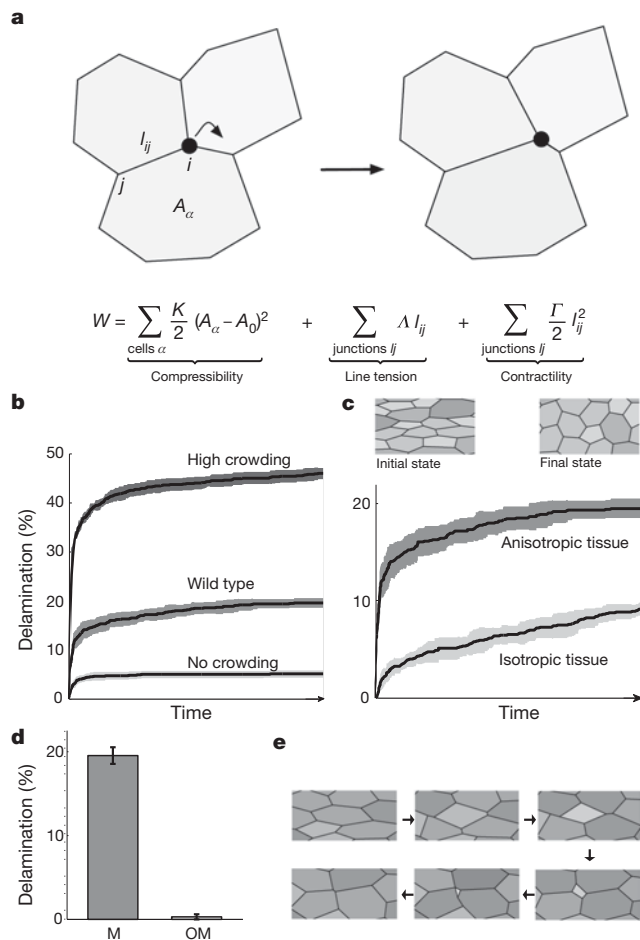 a
l_ij
i
j
A_α
W = ∑ K/2 (A_α – A_0)² + ∑ Λ l_ij + ∑ Γ/2 l²_ij
cells α junctions Ij junctions Ij
Compressibility Line tension Contractility
b
50
40
30
20
10
0
Delamination (%)
High crowding
Wild type
No crowding
Time
c
Initial state
Final state
20
10
0
Anisotropic tissue
Isotropic tissue
Time
d
20
10
0
Delamination (%)
M OM
e